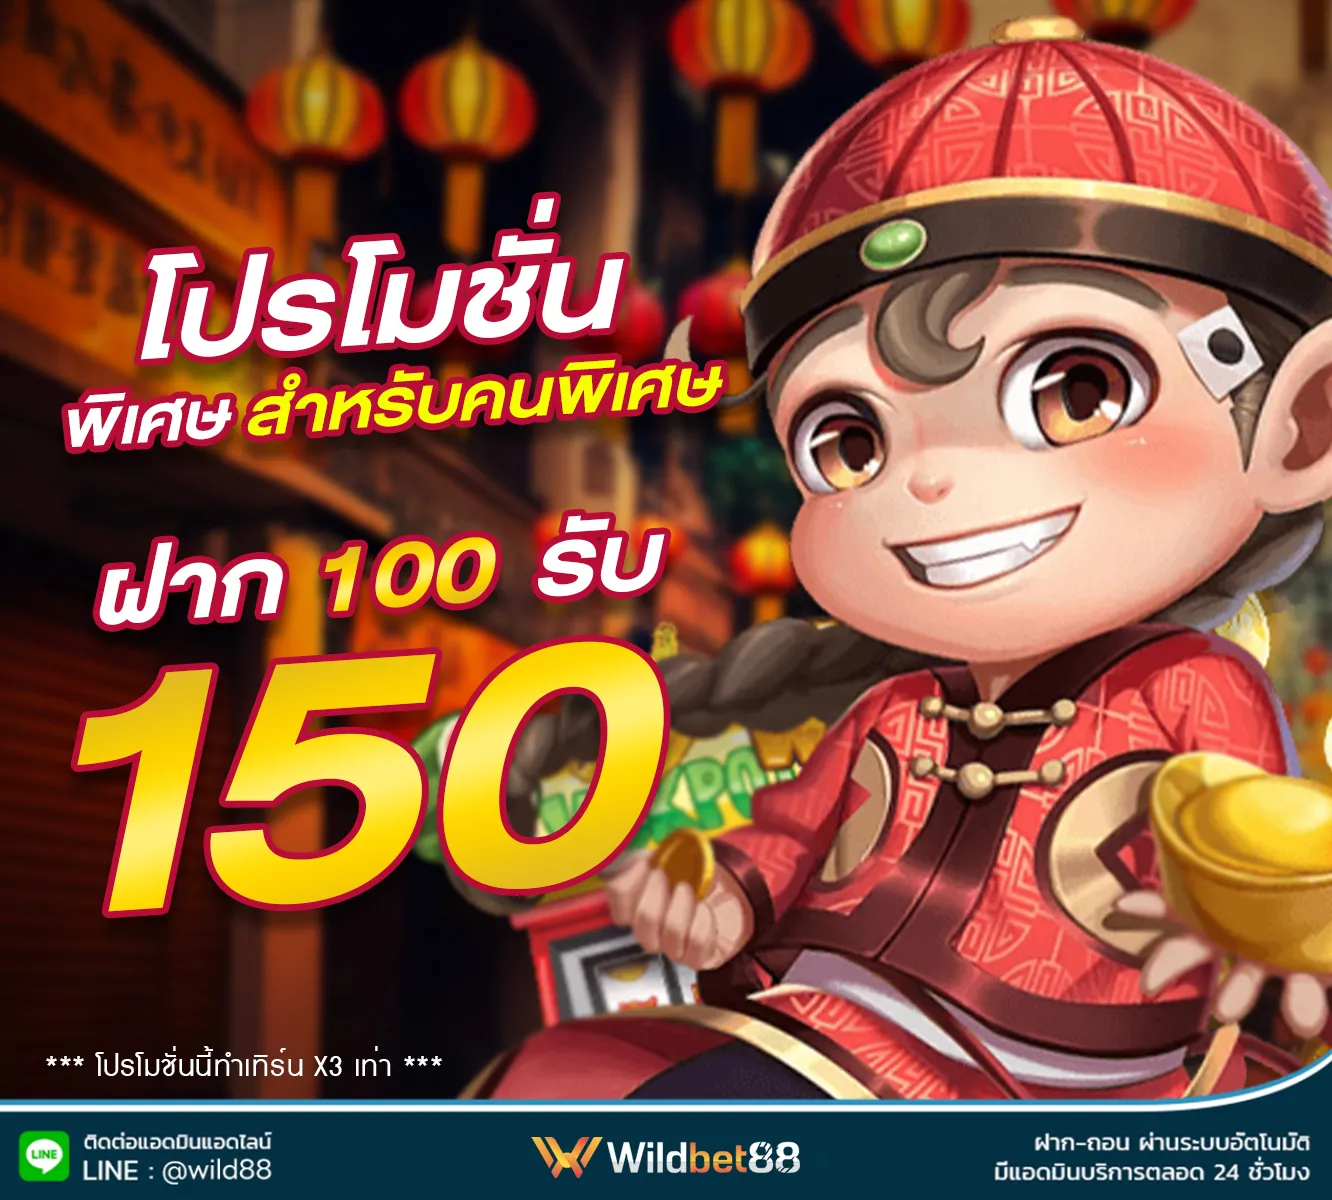 โปรโมชั่น
พิเศษ สำหรับคนพิเศษ
ฝาก 100 รับ
150
*** โปรโมชั่นนี้ทำเทิร์น X3 เท่า ***
LINE
ติดต่อแอดมินแอดไลน์
LINE : @wild88
Wildbet88
ฝาก-ถอน ผ่านระบบอัตโนมัติ
มีแอดมินบริการตลอด 24 ชั่วโมง